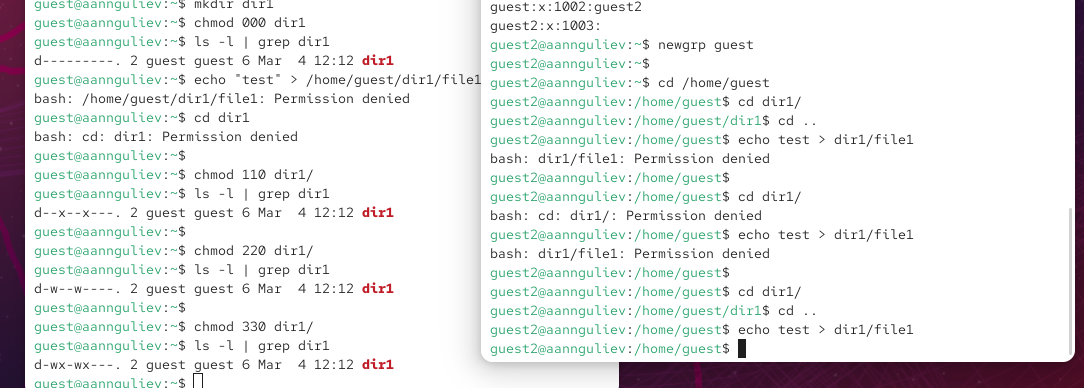 guest@aannguliev:~$ mkdir dir1
guest@aannguliev:~$ chmod 000 dir1
guest@aannguliev:~$ ls -l | grep dir1
d---------. 2 guest guest 6 Mar  4 12:12 dir1
guest@aannguliev:~$ echo "test" > /home/guest/dir1/file1
bash: /home/guest/dir1/file1: Permission denied
guest@aannguliev:~$ cd dir1
bash: cd: dir1: Permission denied
guest@aannguliev:~$
guest@aannguliev:~$ chmod 110 dir1/
guest@aannguliev:~$ ls -l | grep dir1
d--x--x---. 2 guest guest 6 Mar  4 12:12 dir1
guest@aannguliev:~$
guest@aannguliev:~$ chmod 220 dir1/
guest@aannguliev:~$ ls -l | grep dir1
d-w--w----. 2 guest guest 6 Mar  4 12:12 dir1
guest@aannguliev:~$
guest@aannguliev:~$ chmod 330 dir1/
guest@aannguliev:~$ ls -l | grep dir1
d-wx-wx---. 2 guest guest 6 Mar  4 12:12 dir1
guest@aannguliev:~$
guest:x:1002:guest2
guest2:x:1003:
guest2@aannguliev:~$ newgrp guest
guest2@aannguliev:~$
guest2@aannguliev:~$ cd /home/guest
guest2@aannguliev:/home/guest$ cd dir1/
guest2@aannguliev:/home/guest/dir1$ cd ..
guest2@aannguliev:/home/guest$ echo test > dir1/file1
bash: dir1/file1: Permission denied
guest2@aannguliev:/home/guest$
guest2@aannguliev:/home/guest$ cd dir1/
bash: cd: dir1/: Permission denied
guest2@aannguliev:/home/guest$ echo test > dir1/file1
bash: dir1/file1: Permission denied
guest2@aannguliev:/home/guest$
guest2@aannguliev:/home/guest$ cd dir1/
guest2@aannguliev:/home/guest/dir1$ cd ..
guest2@aannguliev:/home/guest$ echo test > dir1/file1
guest2@aannguliev:/home/guest$